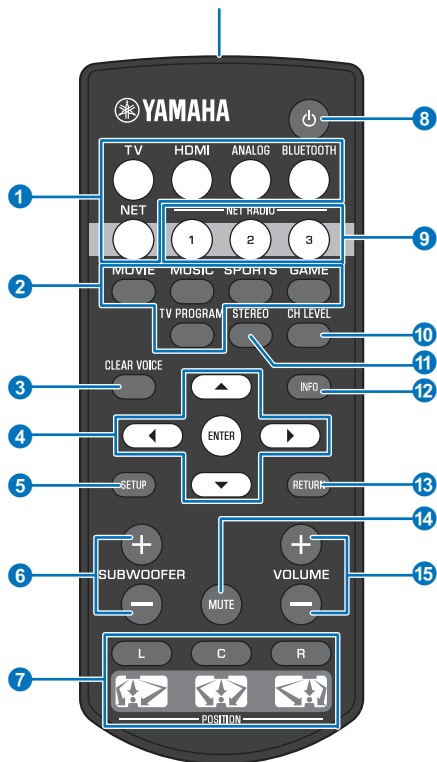 YAMAHA
8
TV HDMI ANALOG BLUETOOTH
1
NET NET RADIO
1 2 3
9
2
MOVIE MUSIC SPORTS GAME
TV PROGRAM STEREO CH LEVEL
10
11
CLEAR VOICE
3
INFO
12
4
ENTER
5
SETUP RETURN
13
14
6
SUBWOOFER VOLUME
15
MUTE
7
L C R
POSITION